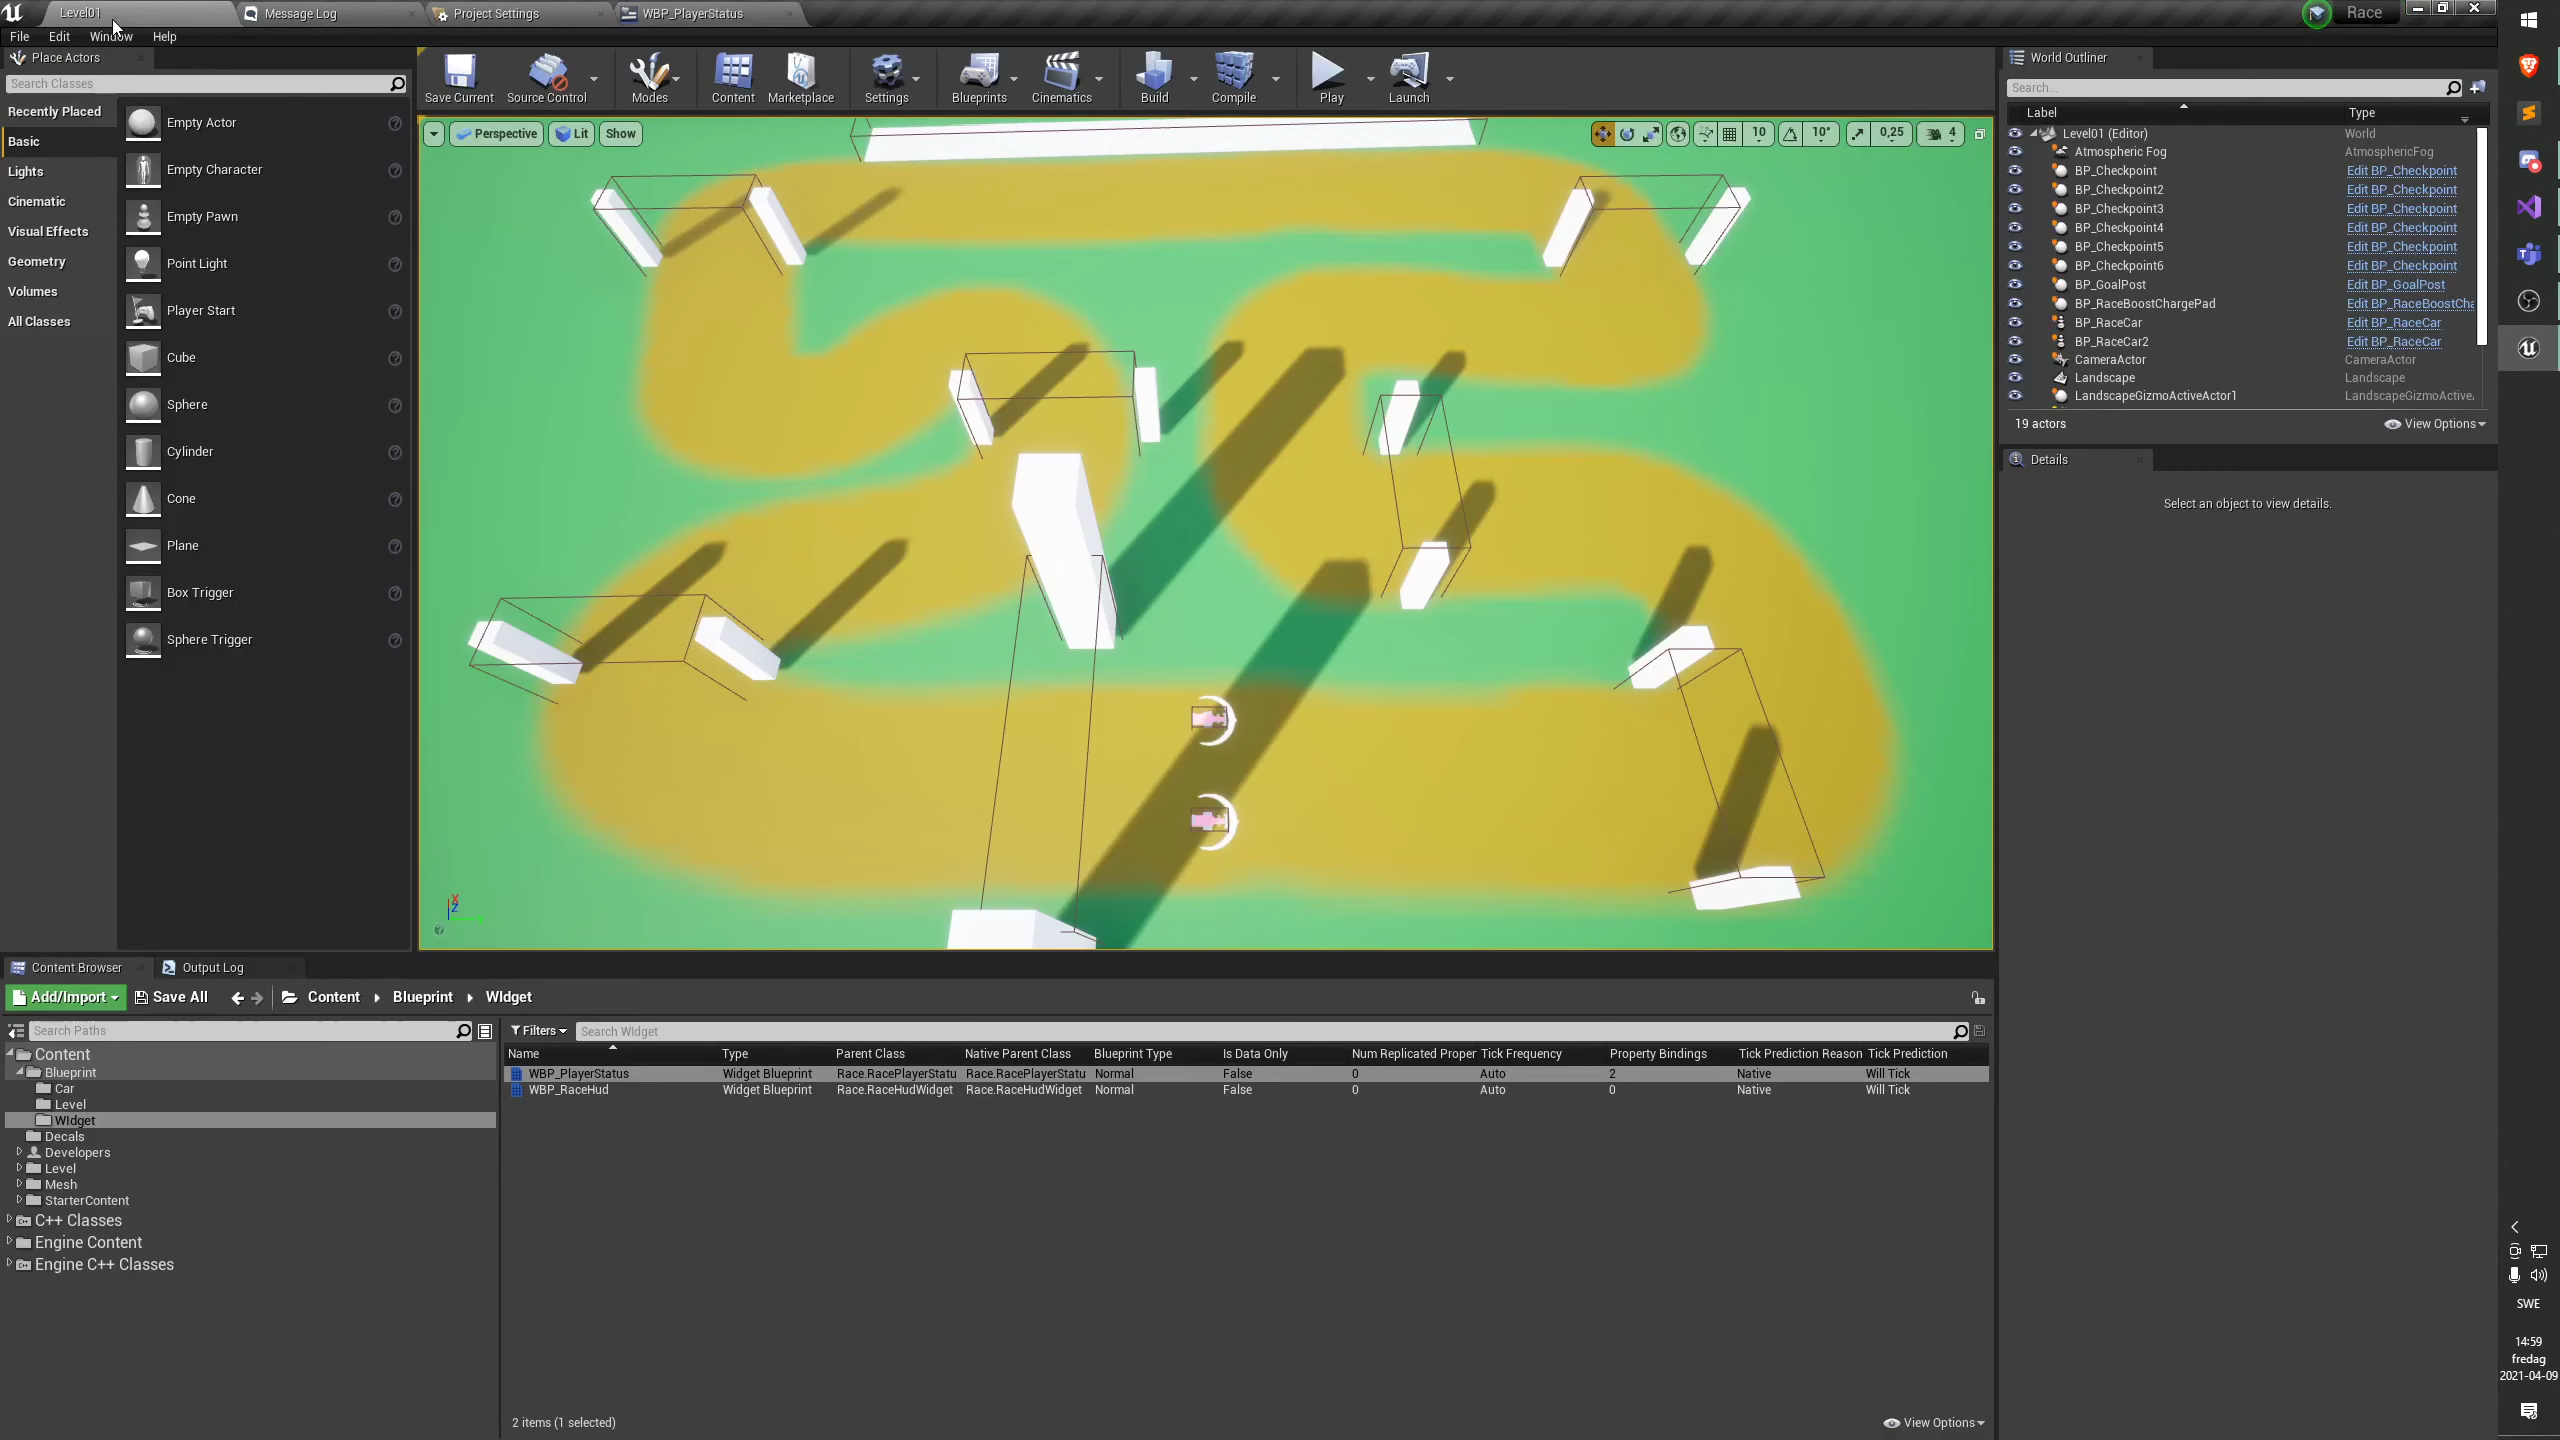 Level01
Message Log
Project Settings
WBP_PlayerStatus
Race
File
Edit
Window
Help
Place Actors
Search Classes
Recently Placed
Basic
Lights
Cinematic
Visual Effects
Geometry
Volumes
All Classes
Empty Actor
Empty Character
Empty Pawn
Point Light
Player Start
Cube
Sphere
Cylinder
Cone
Plane
Box Trigger
Sphere Trigger
Save Current
Source Control
Modes
Content
Marketplace
Settings
Blueprints
Cinematics
Build
Compile
Play
Launch
Perspective
Lit
Show
10
10°
0,25
4
X
Z
World Outliner
Search...
Label Type
Level01 (Editor) World
Atmospheric Fog AtmosphericFog
BP_Checkpoint Edit BP_Checkpoint
BP_Checkpoint2 Edit BP_Checkpoint
BP_Checkpoint3 Edit BP_Checkpoint
BP_Checkpoint4 Edit BP_Checkpoint
BP_Checkpoint5 Edit BP_Checkpoint
BP_Checkpoint6 Edit BP_Checkpoint
BP_GoalPost Edit BP_GoalPost
BP_RaceBoostChargePad Edit BP_RaceBoostCha
BP_RaceCar Edit BP_RaceCar
BP_RaceCar2 Edit BP_RaceCar
CameraActor CameraActor
Landscape Landscape
LandscapeGizmoActiveActor1 LandscapeGizmoActive
19 actors
View Options
Details
Select an object to view details.
Content Browser
Output Log
Add/Import
Save All
Content
Blueprint
WIdget
Search Paths
Content
Blueprint
Car
Level
WIdget
Decals
Developers
Level
Mesh
StarterContent
C++ Classes
Engine Content
Engine C++ Classes
Filters
Search WIdget
Name Type Parent Class Native Parent Class Blueprint Type Is Data Only Num Replicated Proper Tick Frequency Property Bindings Tick Prediction Reason Tick Prediction
WBP_PlayerStatus Widget Blueprint Race.RacePlayerStatu Race.RacePlayerStatu Normal False 0 Auto 2 Native Will Tick
WBP_RaceHud Widget Blueprint Race.RaceHudWidget Race.RaceHudWidget Normal False 0 Auto 0 Native Will Tick
2 items (1 selected)
View Options
SWE
14:59
fredag
2021-04-09